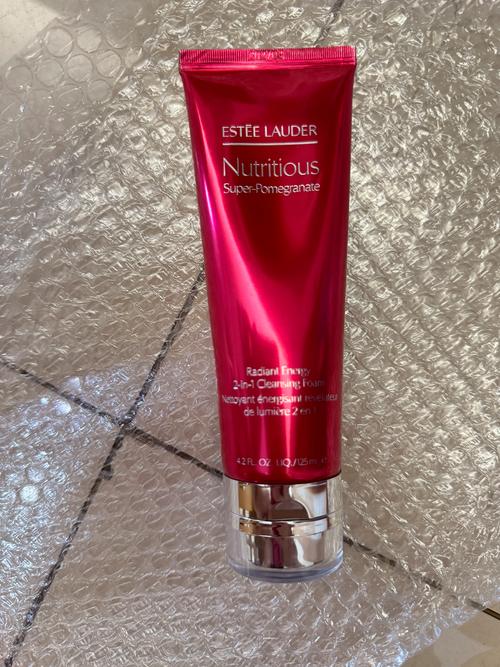 ESTĒE LAUDER
Nutritious
Super-Pomegranate
Radiant Energy
2-in-1 Cleansing Foam
Nettoyant énergisant révélateur
de lumière 2 en 1
4.2 FL. OZ. LIQ./125 ml ℮